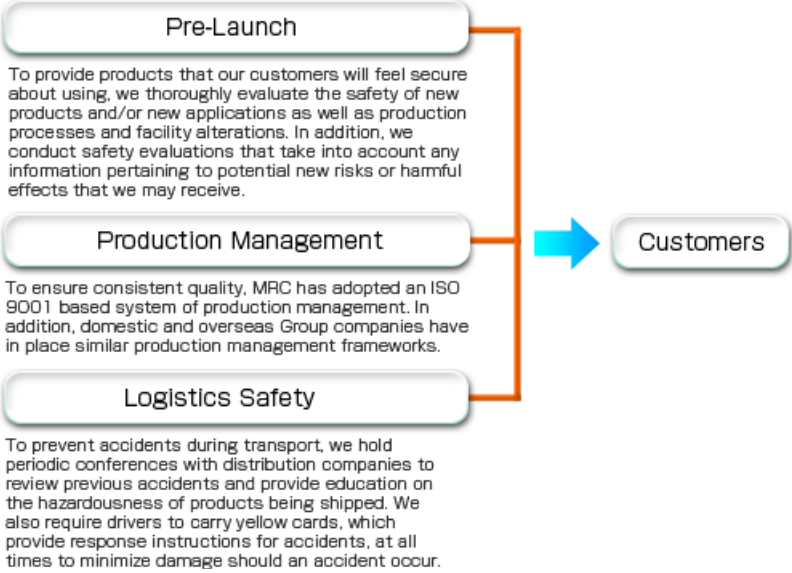 Pre-Launch
To provide products that our customers will feel secure
about using, we thoroughly evaluate the safety of new
products and/or new applications as well as production
processes and facility alterations. In addition, we
conduct safety evaluations that take into account any
information pertaining to potential new risks or harmful
effects that we may receive.
Production Management
To ensure consistent quality, MRC has adopted an ISO
9001 based system of production management. In
addition, domestic and overseas Group companies have
in place similar production management frameworks.
Logistics Safety
To prevent accidents during transport, we hold
periodic conferences with distribution companies to
review previous accidents and provide education on
the hazardousness of products being shipped. We
also require drivers to carry yellow cards, which
provide response instructions for accidents, at all
times to minimize damage should an accident occur.
Customers